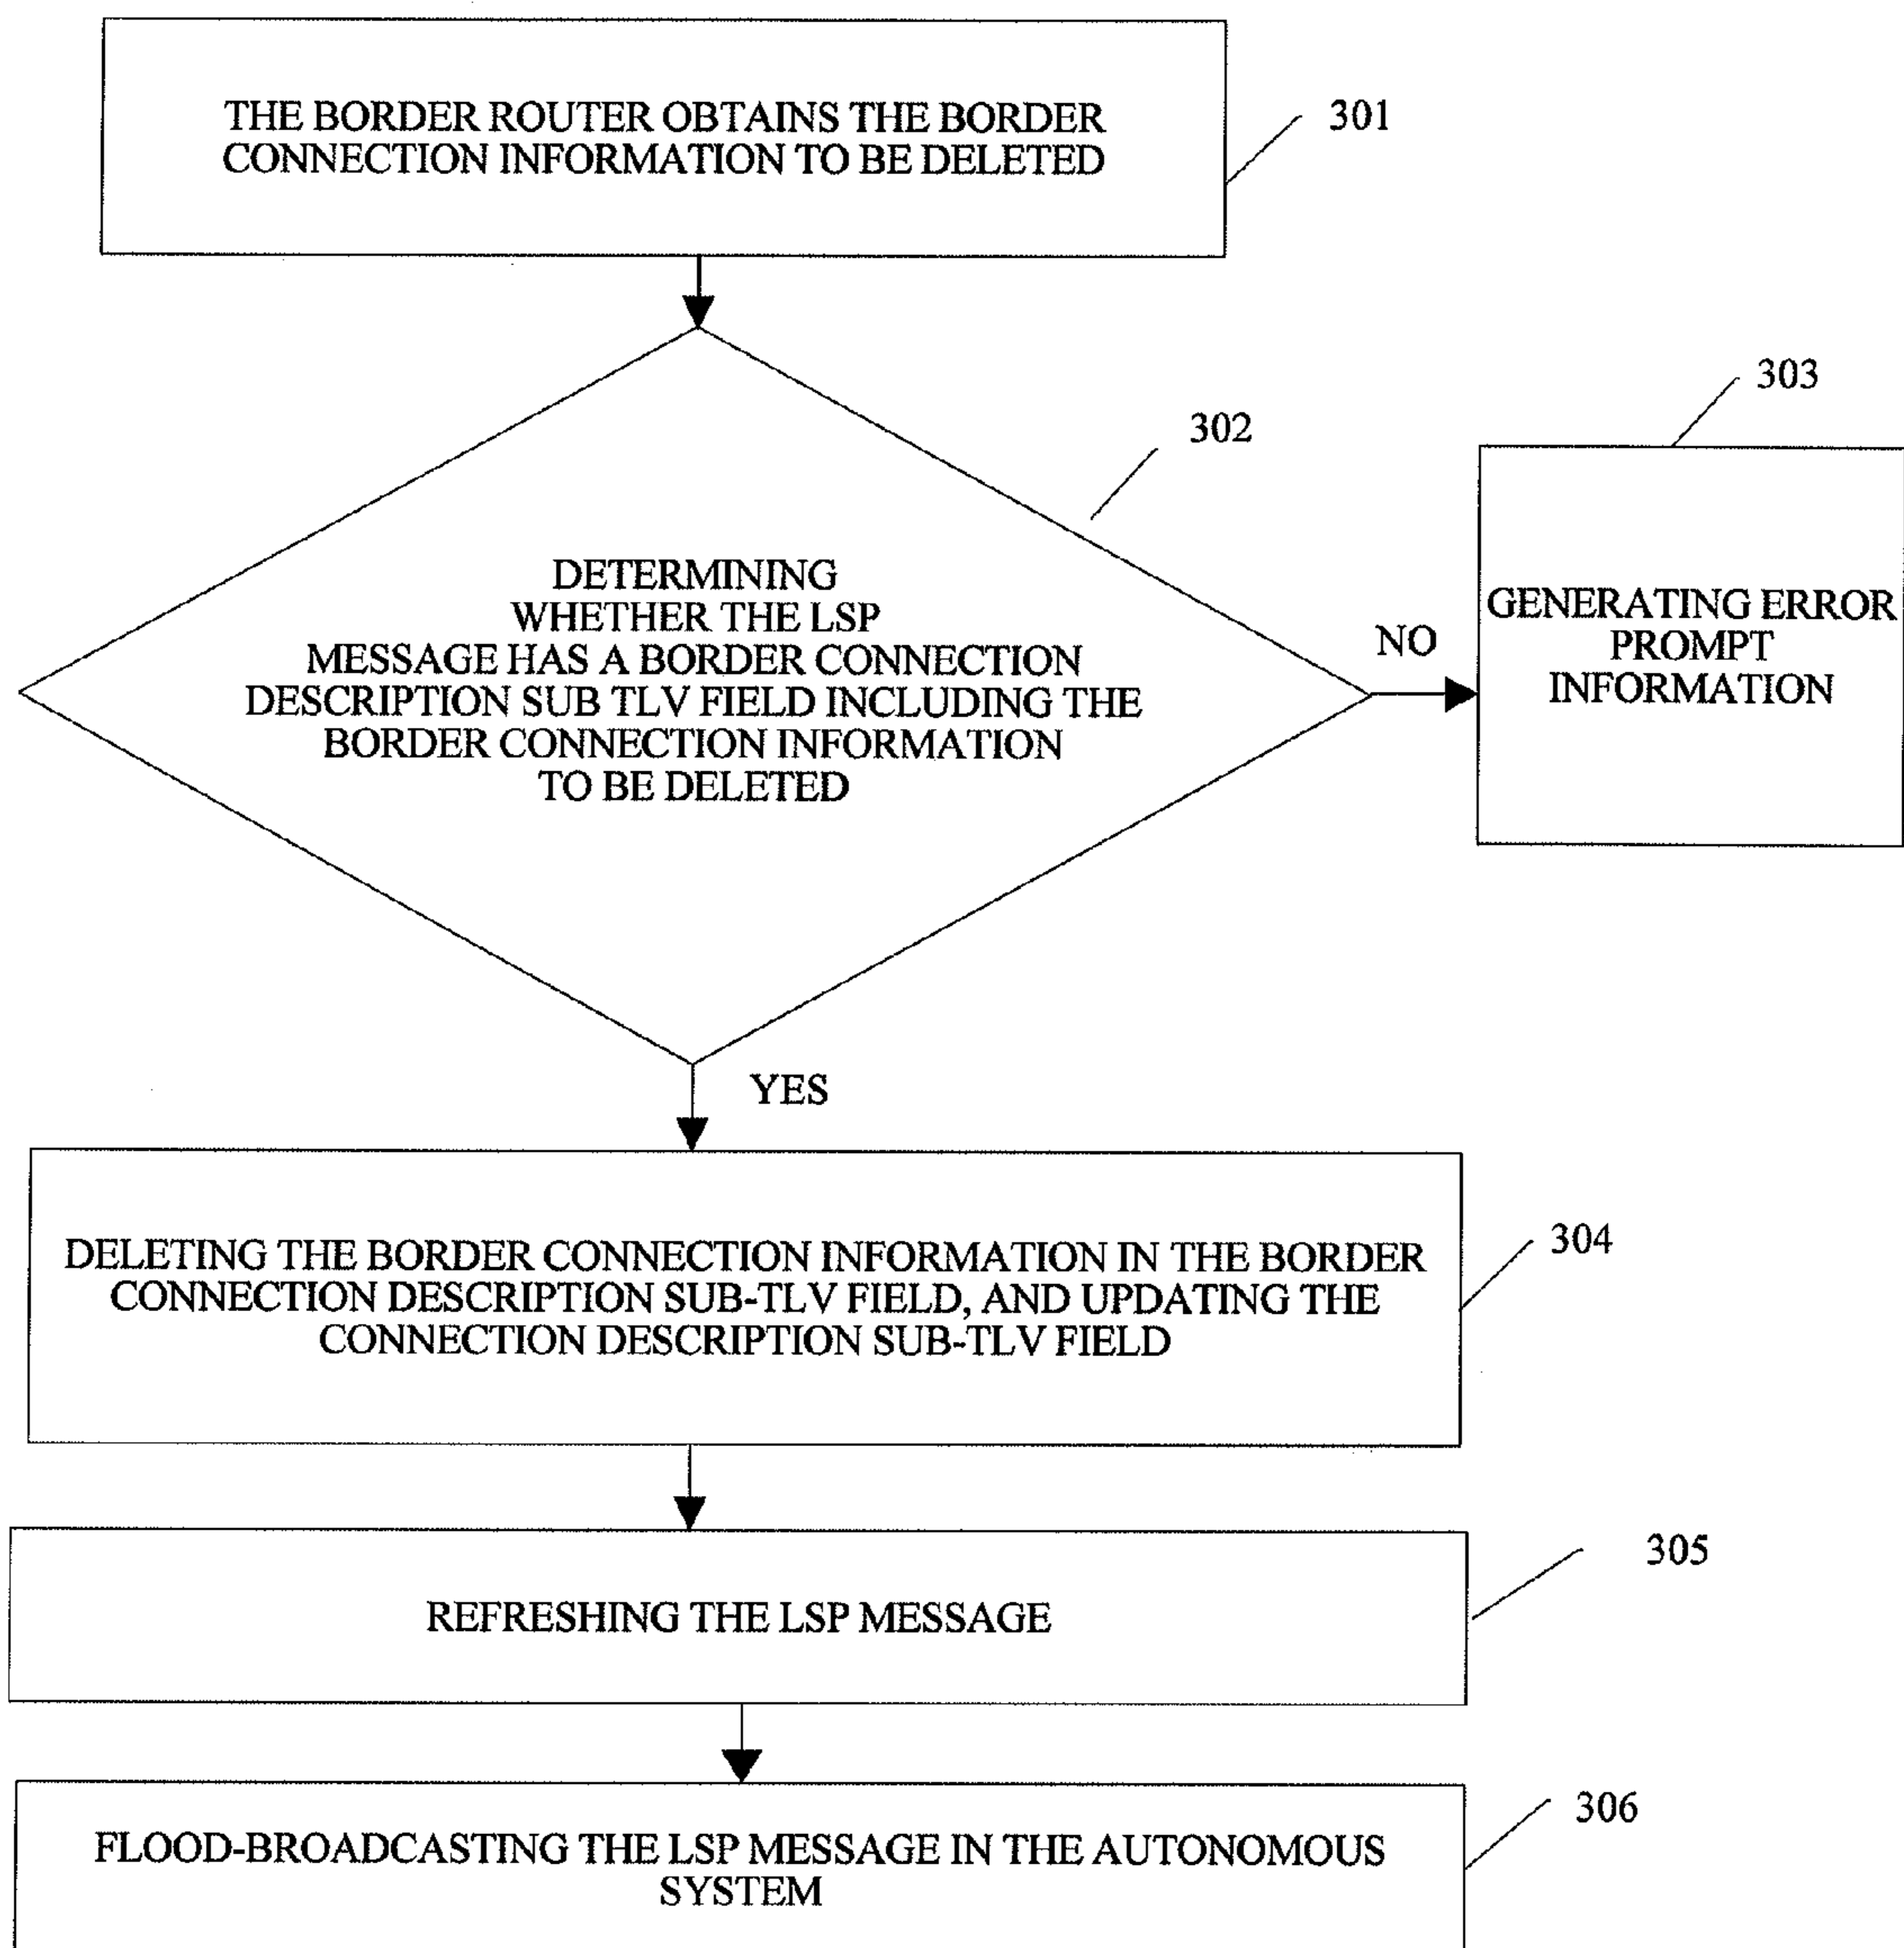 THE BORDER ROUTER OBTAINS THE BORDER
CONNECTION INFORMATION TO BE DELETED
301
302
303
DETERMINING
WHETHER THE LSP
MESSAGE HAS A BORDER CONNECTION
DESCRIPTION SUB TLV FIELD INCLUDING THE
BORDER CONNECTION INFORMATION
TO BE DELETED
NO
GENERATING ERROR
PROMPT
INFORMATION
YES
DELETING THE BORDER CONNECTION INFORMATION IN THE BORDER
CONNECTION DESCRIPTION SUB-TLV FIELD, AND UPDATING THE
CONNECTION DESCRIPTION SUB-TLV FIELD
304
REFRESHING THE LSP MESSAGE
305
FLOOD-BROADCASTING THE LSP MESSAGE IN THE AUTONOMOUS
SYSTEM
306